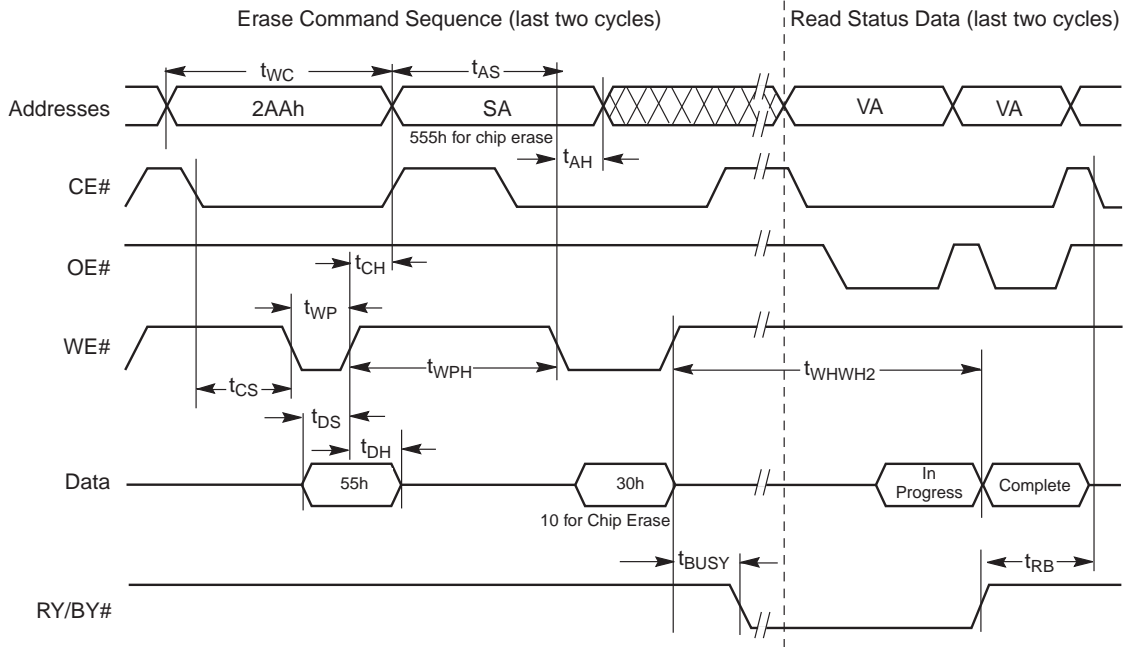 Erase Command Sequence (last two cycles)
Read Status Data (last two cycles)
tWC
tAS
Addresses
2AAh
SA
VA
VA
555h for chip erase
tAH
CE#
OE#
tCH
tWP
WE#
tWPH
tWHWH2
tCS
tDS
tDH
Data
55h
30h
In
Progress
Complete
10 for Chip Erase
tBUSY
tRB
RY/BY#